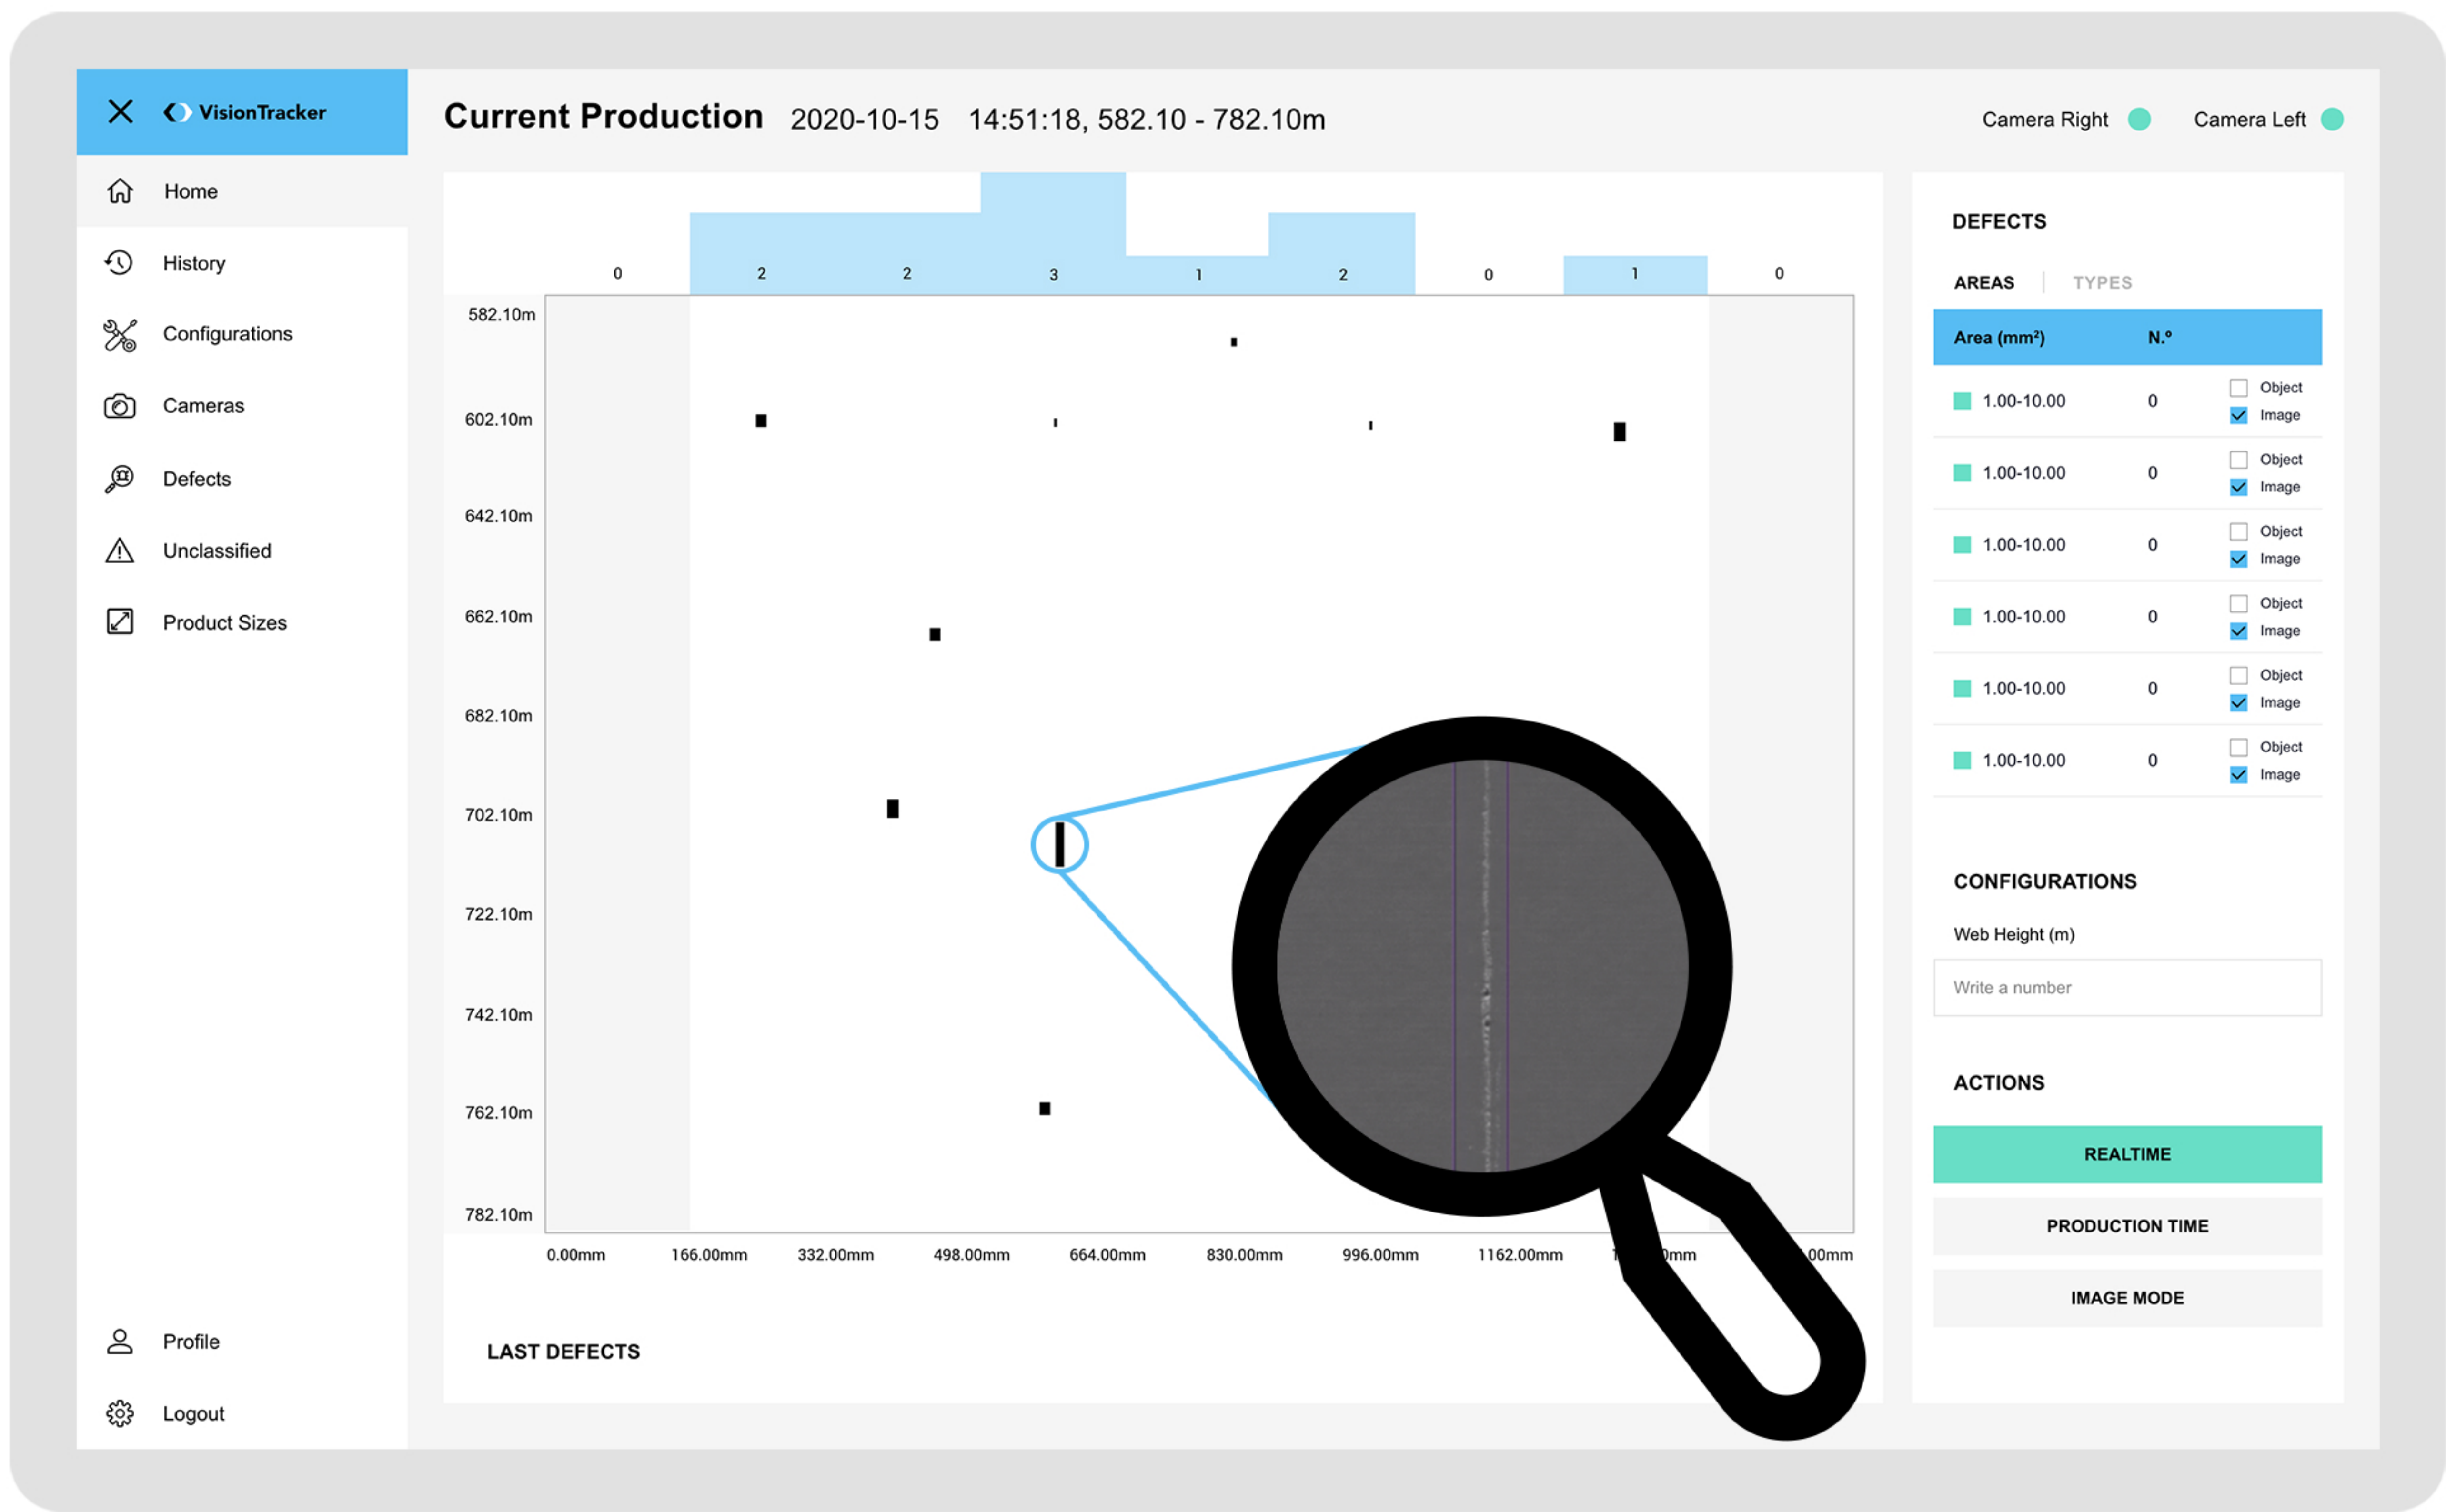 VisionTracker
Home
History
Configurations
Cameras
Defects
Unclassified
Product Sizes
Profile
Logout
Current Production 2020-10-15 14:51:18, 582.10 - 782.10m
Camera Right Camera Left
0 2 2 3 1 2 0 1 0
582.10m
602.10m
642.10m
662.10m
682.10m
702.10m
722.10m
742.10m
762.10m
782.10m
0.00mm 166.00mm 332.00mm 498.00mm 664.00mm 830.00mm 996.00mm 1162.00mm
LAST DEFECTS
DEFECTS
AREAS TYPES
Area (mm²) N.º
1.00-10.00 0 Object
Image
1.00-10.00 0 Object
Image
1.00-10.00 0 Object
Image
1.00-10.00 0 Object
Image
1.00-10.00 0 Object
Image
1.00-10.00 0 Object
Image
CONFIGURATIONS
Web Height (m)
Write a number
ACTIONS
REALTIME
PRODUCTION TIME
IMAGE MODE